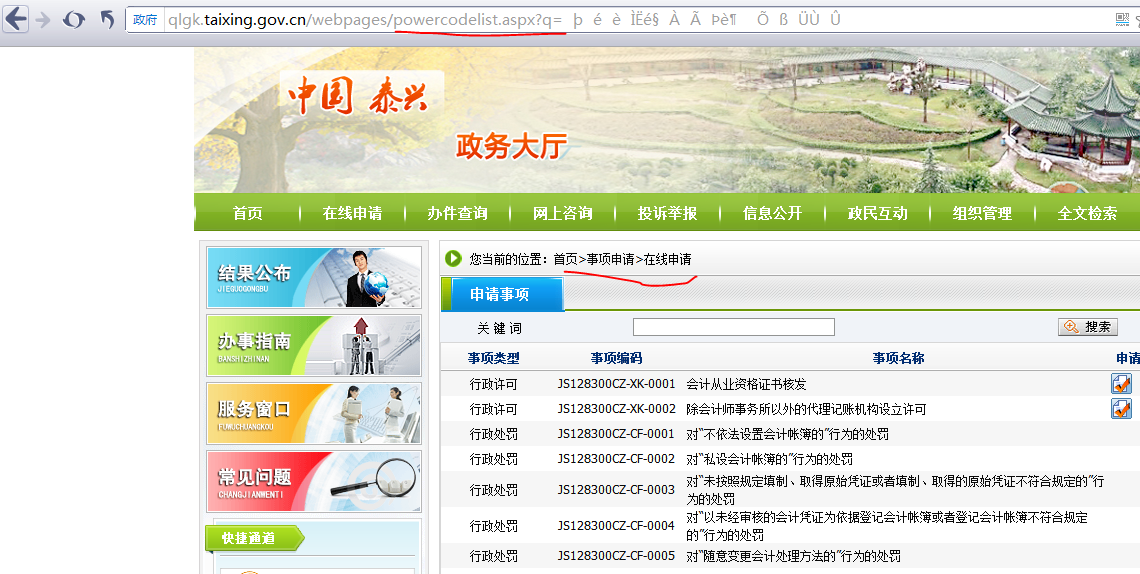 政府 qlgk.taixing.gov.cn/webpages/powercodelist.aspx?q= þ é è ÌËé§ À Ã Þè¶ Õ ß ÜÙ Û
中国 泰兴
政务大厅
首页 在线申请 办件查询 网上咨询 投诉举报 信息公开 政民互动 组织管理 全文检索
结果公布
JIEGUOGONGBU
办事指南
BANSHIZHINAN
服务窗口
FUWUCHUANGKOU
常见问题
CHANGJIANWENTI
快捷通道
您当前的位置：首页>事项申请>在线申请
申请事项
关 键 词 搜索
事项类型 事项编码 事项名称 申请
行政许可 JS128300CZ-XK-0001 会计从业资格证书核发
行政许可 JS128300CZ-XK-0002 除会计师事务所以外的代理记账机构设立许可
行政处罚 JS128300CZ-CF-0001 对“不依法设置会计帐簿的”行为的处罚
行政处罚 JS128300CZ-CF-0002 对“私设会计帐簿的”行为的处罚
行政处罚 JS128300CZ-CF-0003 对“未按照规定填制、取得原始凭证或者填制、取得的原始凭证不符合规定的”行
为的处罚
行政处罚 JS128300CZ-CF-0004 对“以未经审核的会计凭证为依据登记会计帐簿或者登记会计帐簿不符合规定
的”行为的处罚
行政处罚 JS128300CZ-CF-0005 对“随意变更会计处理方法的”行为的处罚